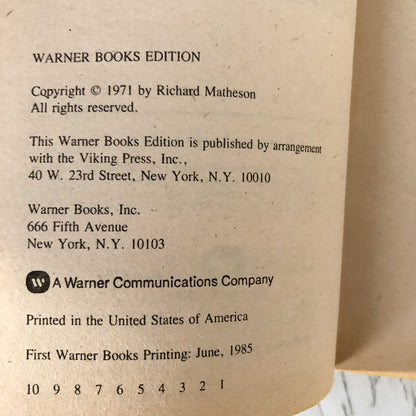 WARNER BOOKS EDITION
Copyright © 1971 by Richard Matheson
All rights reserved.
This Warner Books Edition is published by arrangement
with the Viking Press, Inc.,
40 W. 23rd Street, New York, N.Y. 10010
Warner Books, Inc.
666 Fifth Avenue
New York, N.Y. 10103
A Warner Communications Company
Printed in the United States of America
First Warner Books Printing: June, 1985
10 9 8 7 6 5 4 3 2 1